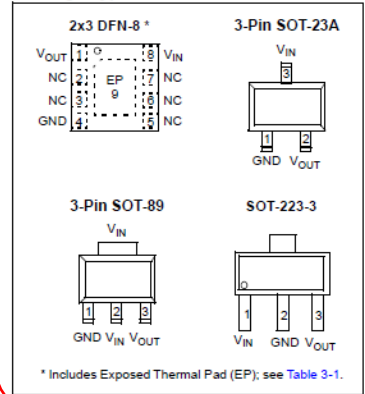 2x3 DFN-8 *
VOUT 1 8 VIN
NC 2 EP 7 NC
NC 3 9 6 NC
GND 4 5 NC
3-Pin SOT-23A
VIN
3
1 2
GND VOUT
3-Pin SOT-89
VIN
1 2 3
GND VIN VOUT
SOT-223-3
1 2 3
VIN GND VOUT
* Includes Exposed Thermal Pad (EP); see Table 3-1.